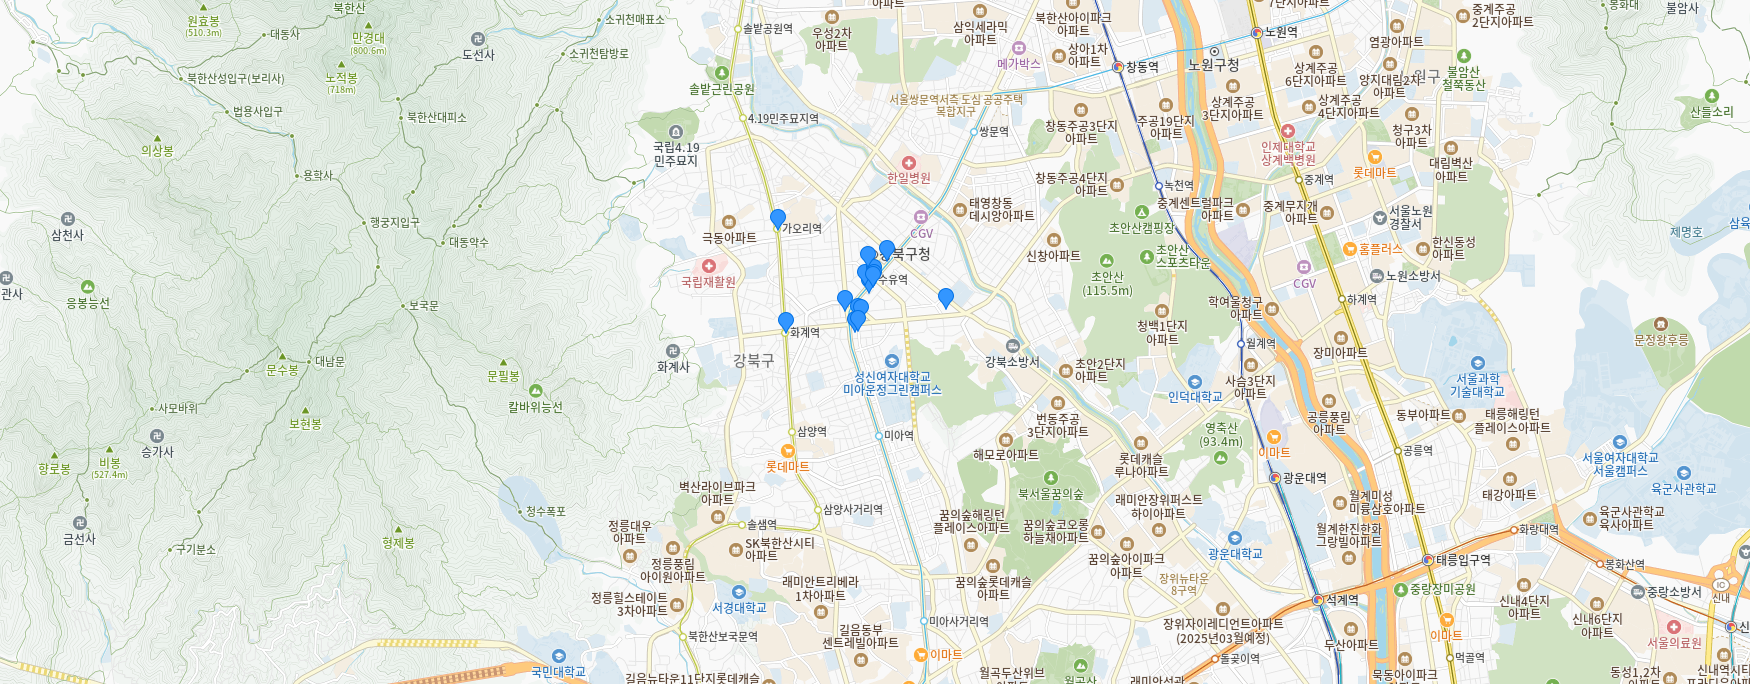 북한산
원효봉
(510.3m)
대동사
만경대
(800.6m)
소귀천매표소
도선사
소귀천탐방로
북한산성입구(보리사)
노적봉
(718m)
법용사입구
북한산대피소
의상봉
용학사
삼천사
행궁지입구
대동약수
관사
응봉능선
보국문
대남문
문수봉
문필봉
칼바위능선
사모바위
보현봉
승가사
향로봉
비봉
(527.4m)
금선사
구기분소
형제봉
청수폭포
국민대학교
솔밭공원역
우성2차
아파트
아파트
삼익세라믹
아파트
북한산아이파크
아파트
메가박스
상아1차
아파트
창동역
솔밭근린공원
서울쌍문역서측 도심 공공주택
복합지구
4.19민주묘지역
쌍문역
창동주공3단지
아파트
주공19단지
아파트
국립4.19
민주묘지
한일병원
창동주공4단지
아파트
녹천역
극동아파트
가오리역
CGV
태영창동
데시앙아파트
초안산캠핑장
중계센트럴파크
아파트
국립재활원
강북구청
수유역
신창아파트
초안산
(115.5m)
초안산
스포츠타운
화계역
강북구
화계사
성신여자대학교
미아운정그린캠퍼스
강북소방서
청백1단지
아파트
학여울청구
아파트
월계역
초안2단지
아파트
인덕대학교
사슴3단지
아파트
번동주공
3단지아파트
삼양역
미아역
롯데마트
해모로아파트
영축산
(93.4m)
롯데캐슬
루나아파트
이마트
북서울꿈의숲
광운대역
벽산라이브파크
아파트
삼양사거리역
꿈의숲해링턴
플레이스아파트
꿈의숲코오롱
하늘채아파트
래미안장위퍼스트
하이아파트
정릉대우
아파트
솔샘역
SK북한산시티
아파트
정릉풍림
아이원아파트
꿈의숲롯데캐슬
아파트
꿈의숲아이파크
아파트
광운대학교
래미안트리베라
1차아파트
정릉힐스테이트
3차아파트
서경대학교
장위뉴타운
8구역
미아사거리역
길음동부
센트레빌아파트
북한산보국문역
장위자이레디언트아파트
(2025년03월예정)
석계역
이마트
월곡두산위브
아파트
돌곶이역
길음뉴타운11단지롯데캐슬
월곡산
래미안석관
7단지아파트
노원역
노원구청
상계주공
6단지아파트
염광아파트
중계주공
2단지아파트
불암사
봉화대
양지대림2차
아파트
불암산
철쭉동산
상계주공
3단지아파트
상계주공
4단지아파트
산들소리
인제대학교
상계백병원
청구3차
아파트
롯데마트
대림벽산
아파트
중계역
중계무지개
아파트
서울노원
경찰서
홈플러스
한신동성
아파트
제명호
CGV
노원소방서
하계역
장미아파트
문정왕후릉
서울과학
기술대학교
공릉풍림
아파트
동부아파트
태릉해링턴
플레이스아파트
공릉역
서울여자대학교
서울캠퍼스
육군사관학교
태강아파트
월계미성
미륭삼호아파트
월계한진한화
그랑빌아파트
육군사관학교
육사아파트
화랑대역
태릉입구역
봉화산역
중랑장미공원
신내4단지
아파트
중랑소방서
IC
신내
신내6단지
아파트
서울의료원
이마트
두산아파트
먹골역
묵동아이파크
아파트
동성1,2차
아파트